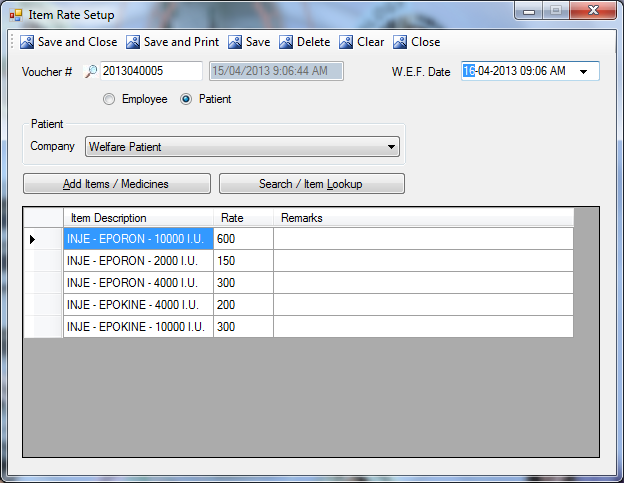 Item Rate Setup
Save and Close Save and Print Save Delete Clear Close
Voucher # 2013040005 15/04/2013 9:06:44 AM W.E.F. Date 16-04-2013 09:06 AM
Employee Patient
Patient
Company Welfare Patient
Add Items / Medicines Search / Item Lookup
Item Description Rate Remarks
INJE - EPORON - 10000 I.U. 600
INJE - EPORON - 2000 I.U. 150
INJE - EPORON - 4000 I.U. 300
INJE - EPOKINE - 4000 I.U. 200
INJE - EPOKINE - 10000 I.U. 300